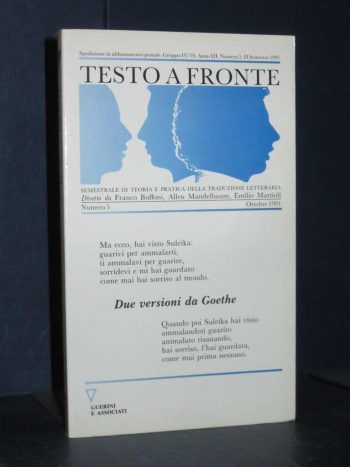 Spedizione in abbonamento postale. Gruppo IV/70. Anno III. Numero 5. II Semestre 1991
TESTO A FRONTE
SEMESTRALE DI TEORIA E PRATICA DELLA TRADUZIONE LETTERARIA
Diretto da Franco Buffoni, Allen Mandelbaum, Emilio Mattioli
Numero 5 Ottobre 1991
Ma ecco, hai visto Suleika:
guarivi per ammalarti,
ti ammalavi per guarire,
sorridevi e mi hai guardato
come mai hai sorriso al mondo.
Due versioni da Goethe
Quando poi Suleika hai visto
ammalandoti guarito
ammalato risanando,
hai sorriso, l'hai guardata,
come mai prima nessuno.
GUERINI
E ASSOCIATI